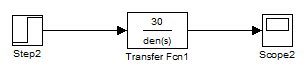 30
den(s)
Step2
Transfer Fcn1
Scope2